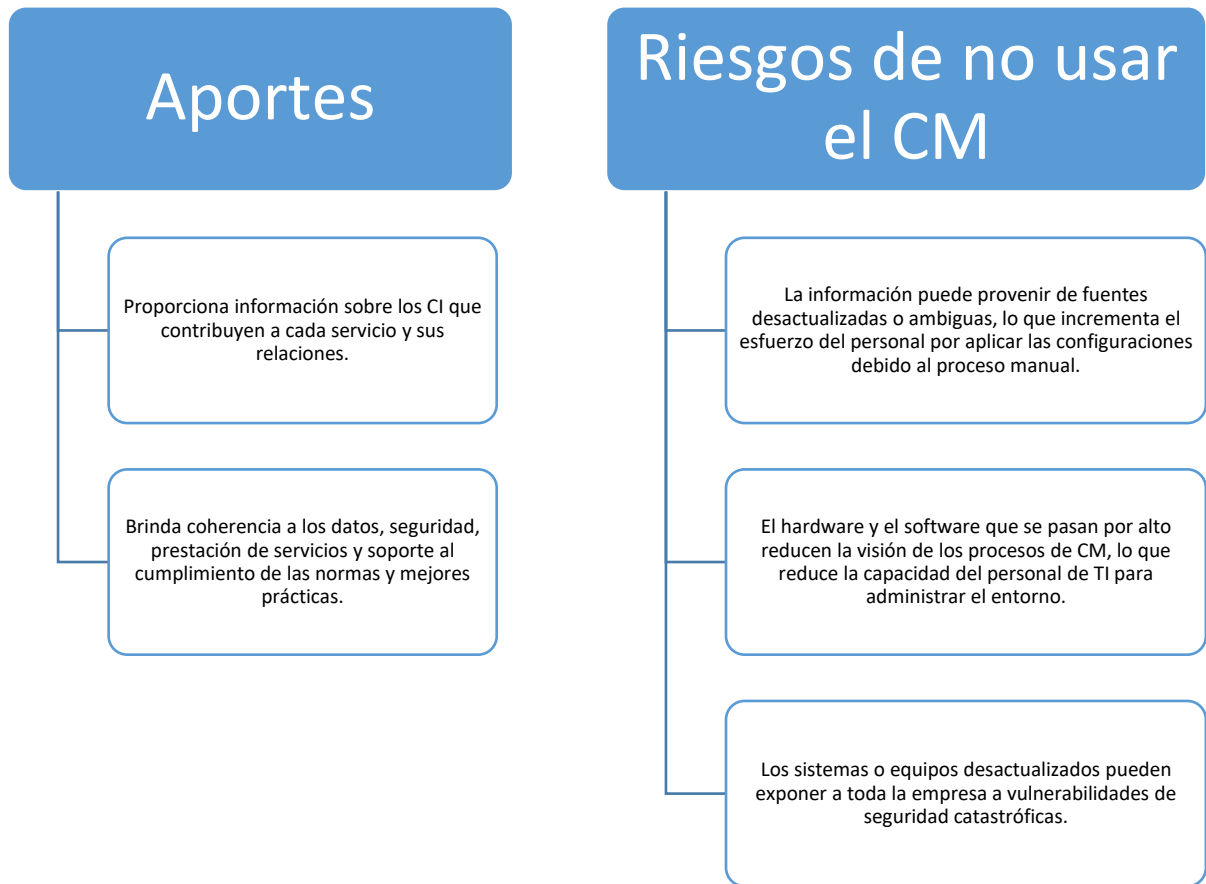 Aportes
Proporciona información sobre los CI que
contribuyen a cada servicio y sus
relaciones.
Brinda coherencia a los datos, seguridad,
prestación de servicios y soporte al
cumplimiento de las normas y mejores
prácticas.
Riesgos de no usar
el CM
La información puede provenir de fuentes
desactualizadas o ambiguas, lo que incrementa el
esfuerzo del personal por aplicar las configuraciones
debido al proceso manual.
El hardware y el software que se pasan por alto
reducen la visión de los procesos de CM, lo que
reduce la capacidad del personal de TI para
administrar el entorno.
Los sistemas o equipos desactualizados pueden
exponer a toda la empresa a vulnerabilidades de
seguridad catastróficas.